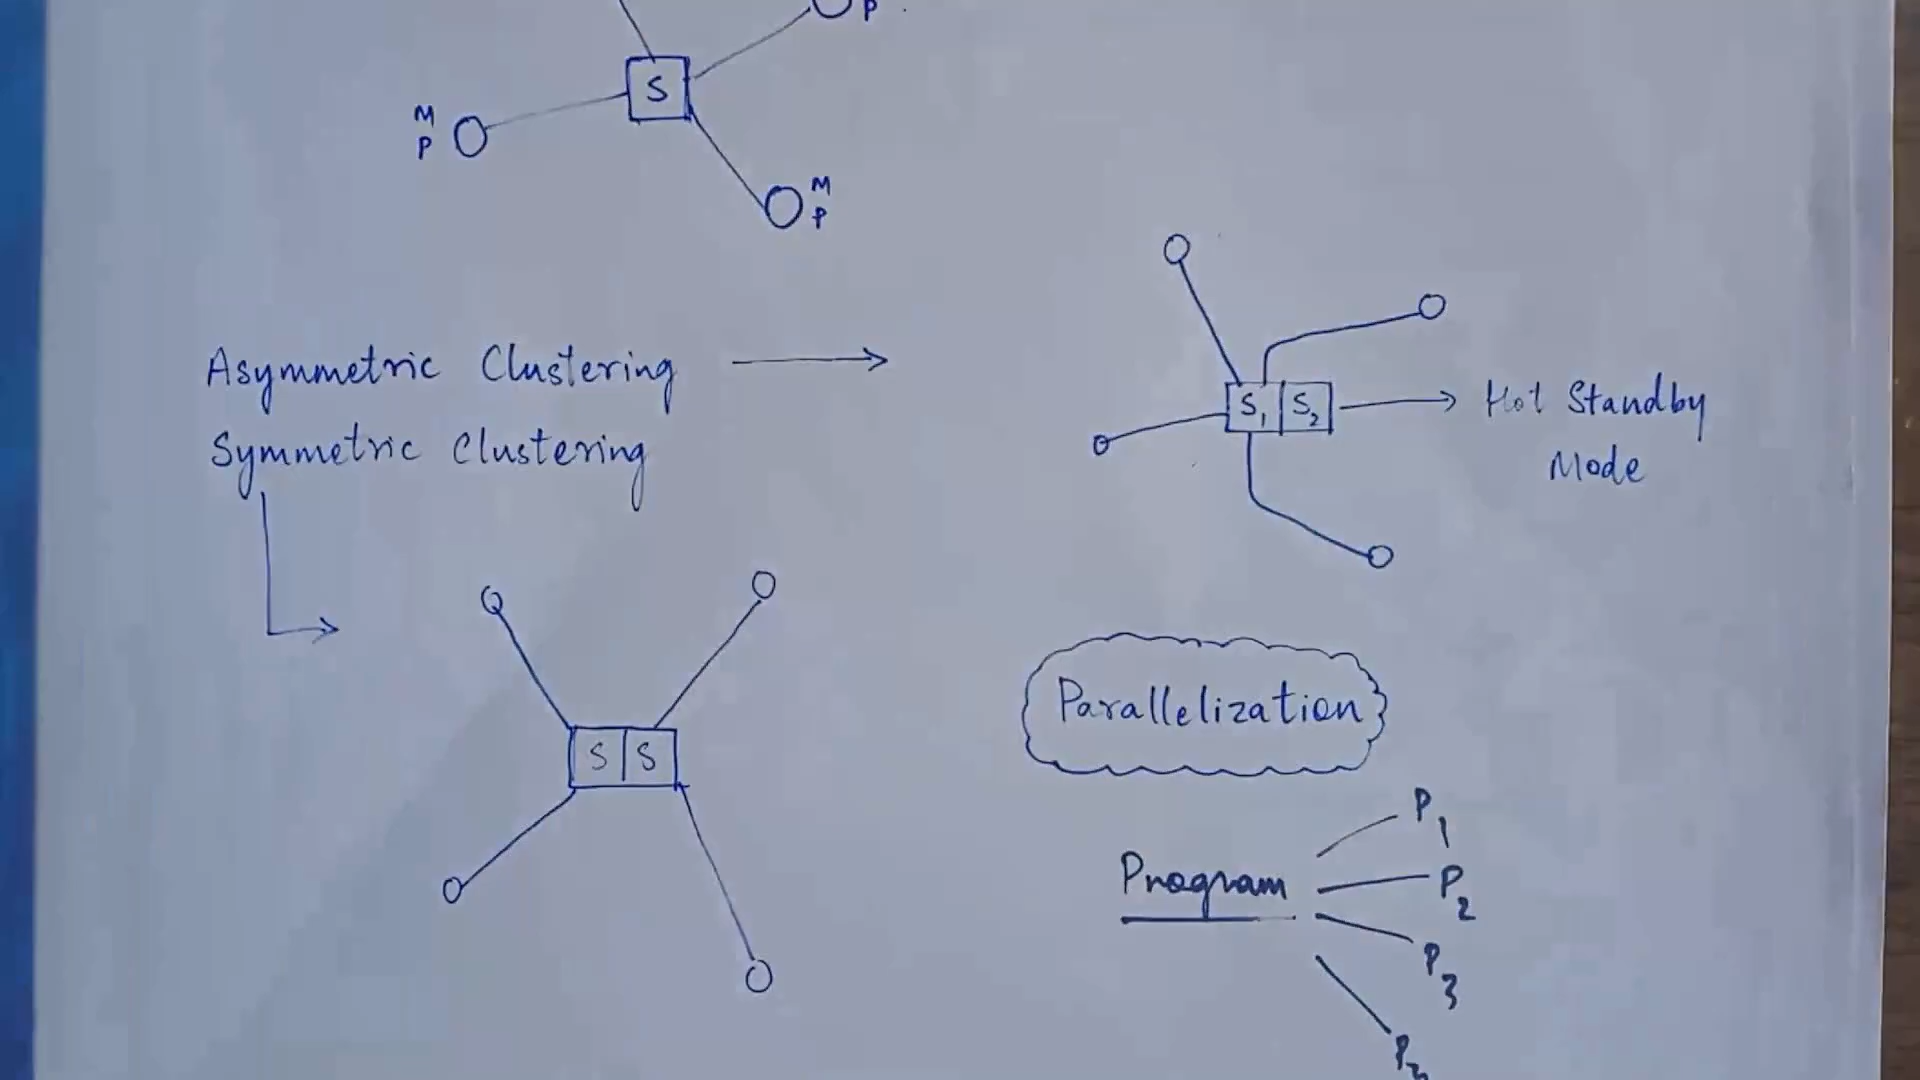 P
S
M
P
M
P
Asymmetric Clustering
S1 S2
Hot Standby
Mode
Symmetric Clustering
S S
Parallelization
P1
Program
P2
P3